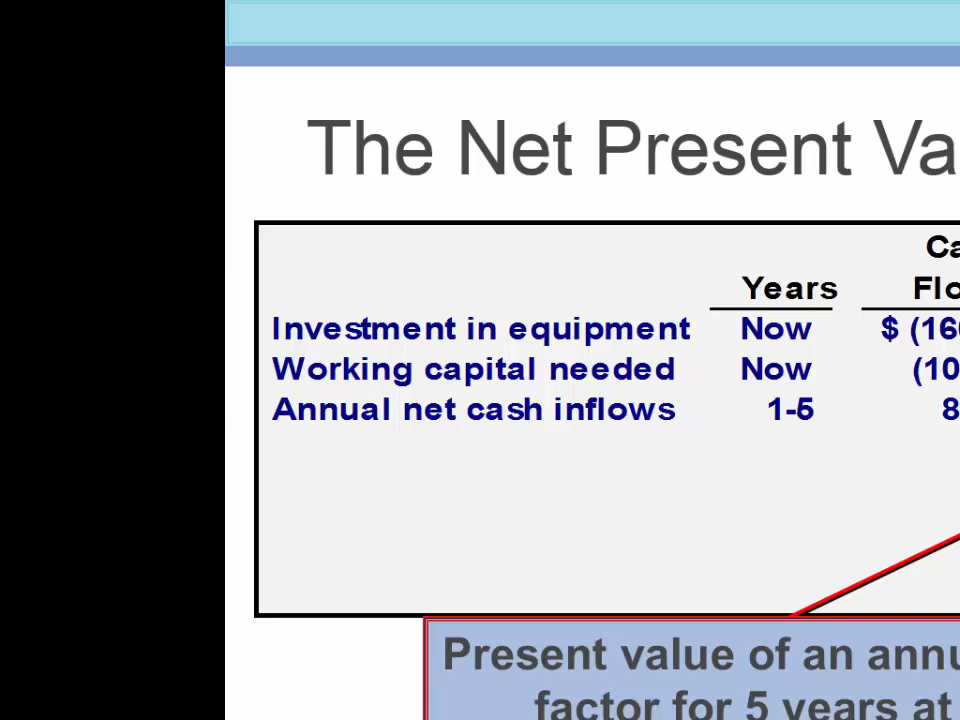 The Net Present Va
Ca
Years Flo
Investment in equipment Now $ (160
Working capital needed Now (10
Annual net cash inflows 1-5 8
Present value of an annu
factor for 5 years at